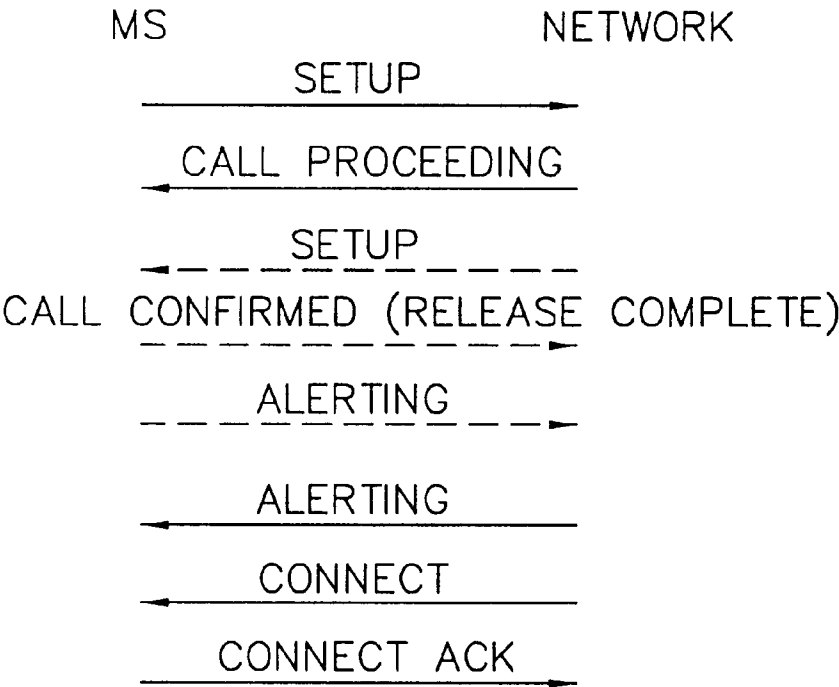 MS NETWORK
SETUP
CALL PROCEEDING
SETUP
CALL CONFIRMED (RELEASE COMPLETE)
ALERTING
ALERTING
CONNECT
CONNECT ACK